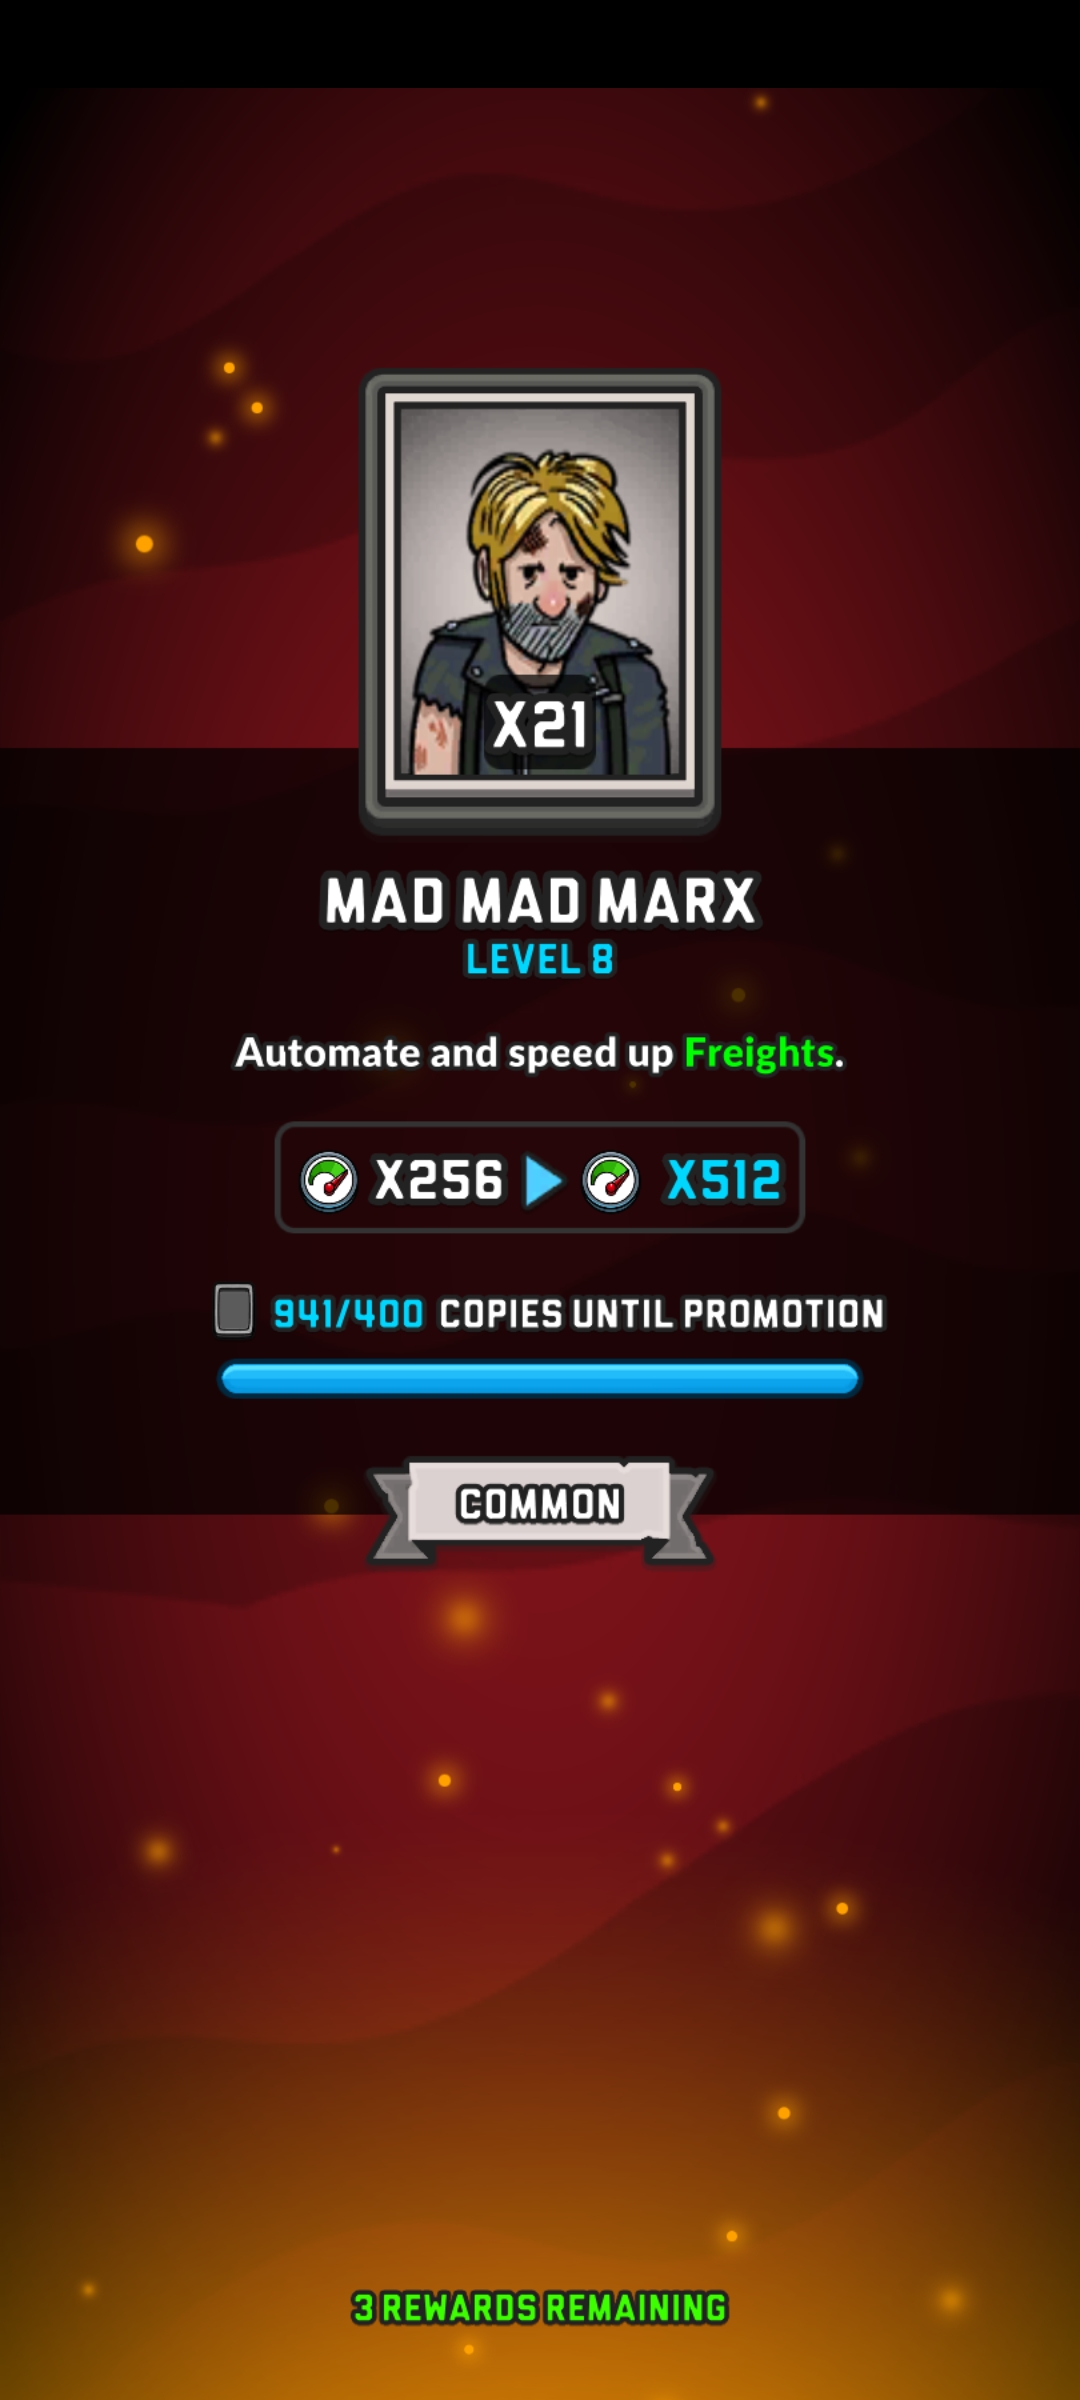 X21
MAD MAD MARX
LEVEL 8
Automate and speed up Freights.
X256 X512
941/400 COPIES UNTIL PROMOTION
COMMON
3 REWARDS REMAINING